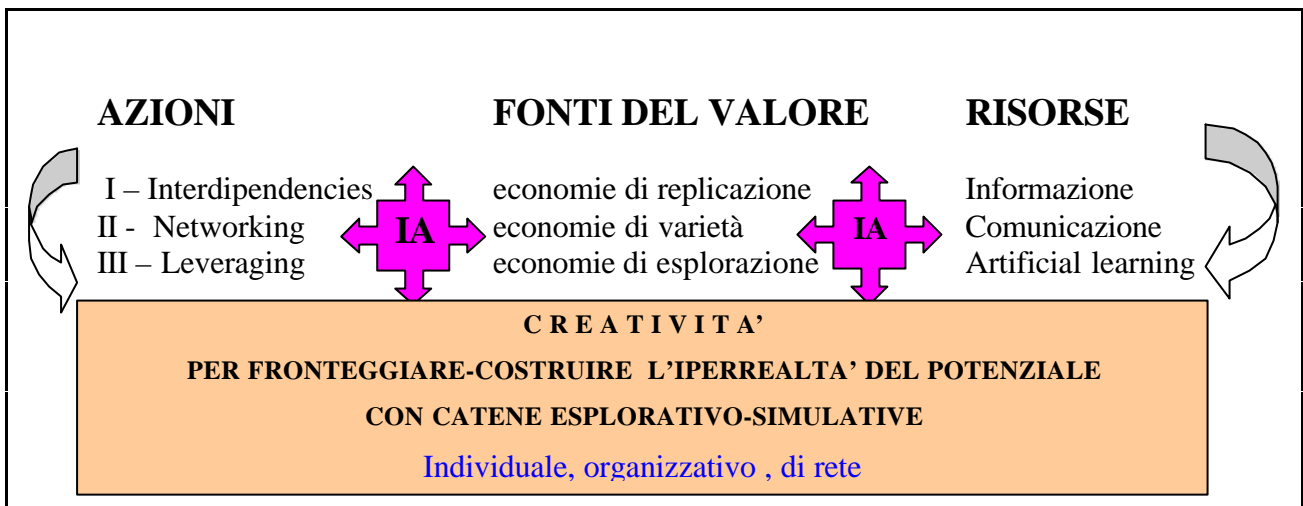 AZIONI FONTI DEL VALORE RISORSE
I – Interdipendencies economie di replicazione Informazione
II - Networking IA economie di varietà IA Comunicazione
III – Leveraging economie di esplorazione Artificial learning
C R E A T I V I T A’
PER FRONTEGGIARE-COSTRUIRE L’IPERREALTA’ DEL POTENZIALE
CON CATENE ESPLORATIVO-SIMULATIVE
Individuale, organizzativo , di rete